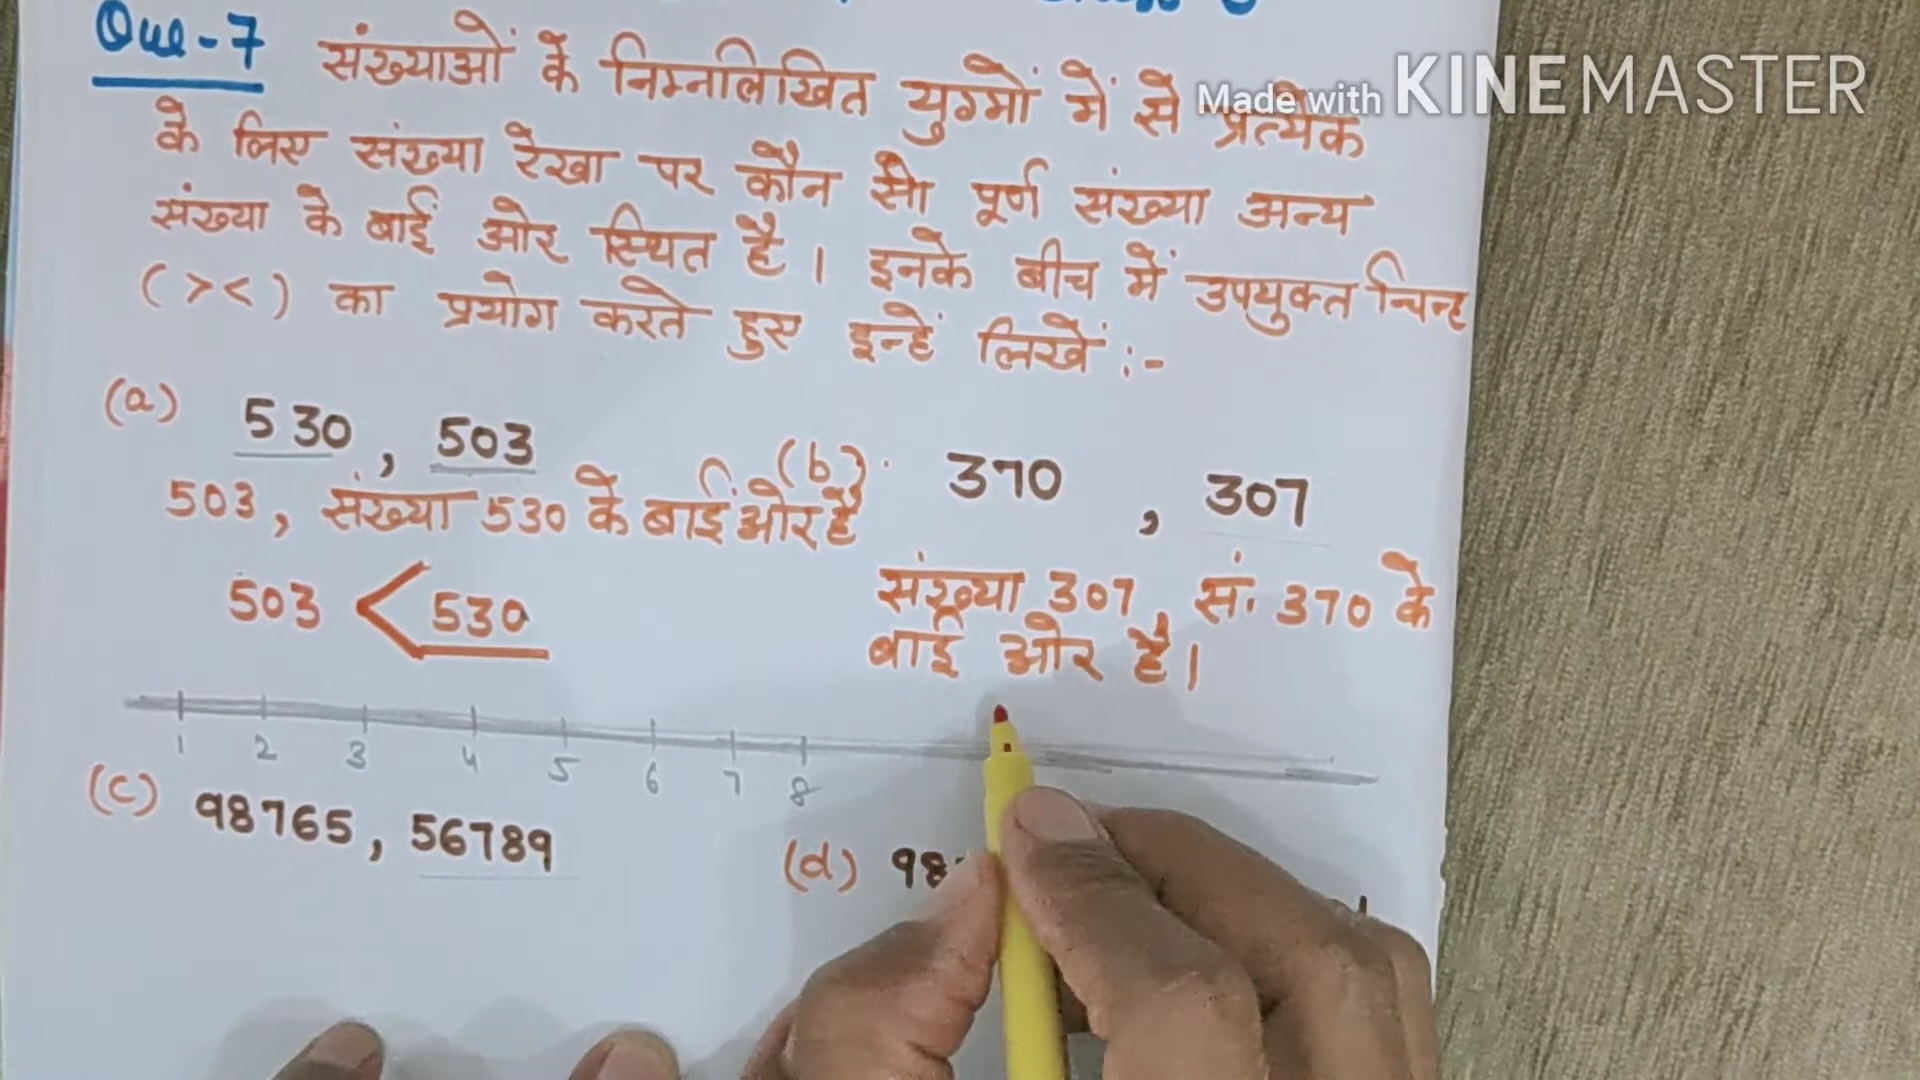 Que-7 संख्याओं के निम्नलिखित युग्मों में से प्रत्येक
Made with KINEMASTER
के लिए संख्या रेखा पर कौन सी पूर्ण संख्या अन्य
संख्या के बाईं ओर स्थित है। इनके बीच में उपयुक्त चिन्ह
(><) का प्रयोग करते हुए इन्हें लिखें :-
(a) 530, 503
(b). 370, 307
503, संख्या 530 के बाईं ओर है
503 < 530
संख्या 307, सं. 370 के
बाईं ओर है।
1 2 3 4 5 6 7 8
(c) 98765, 56789
(d) 98